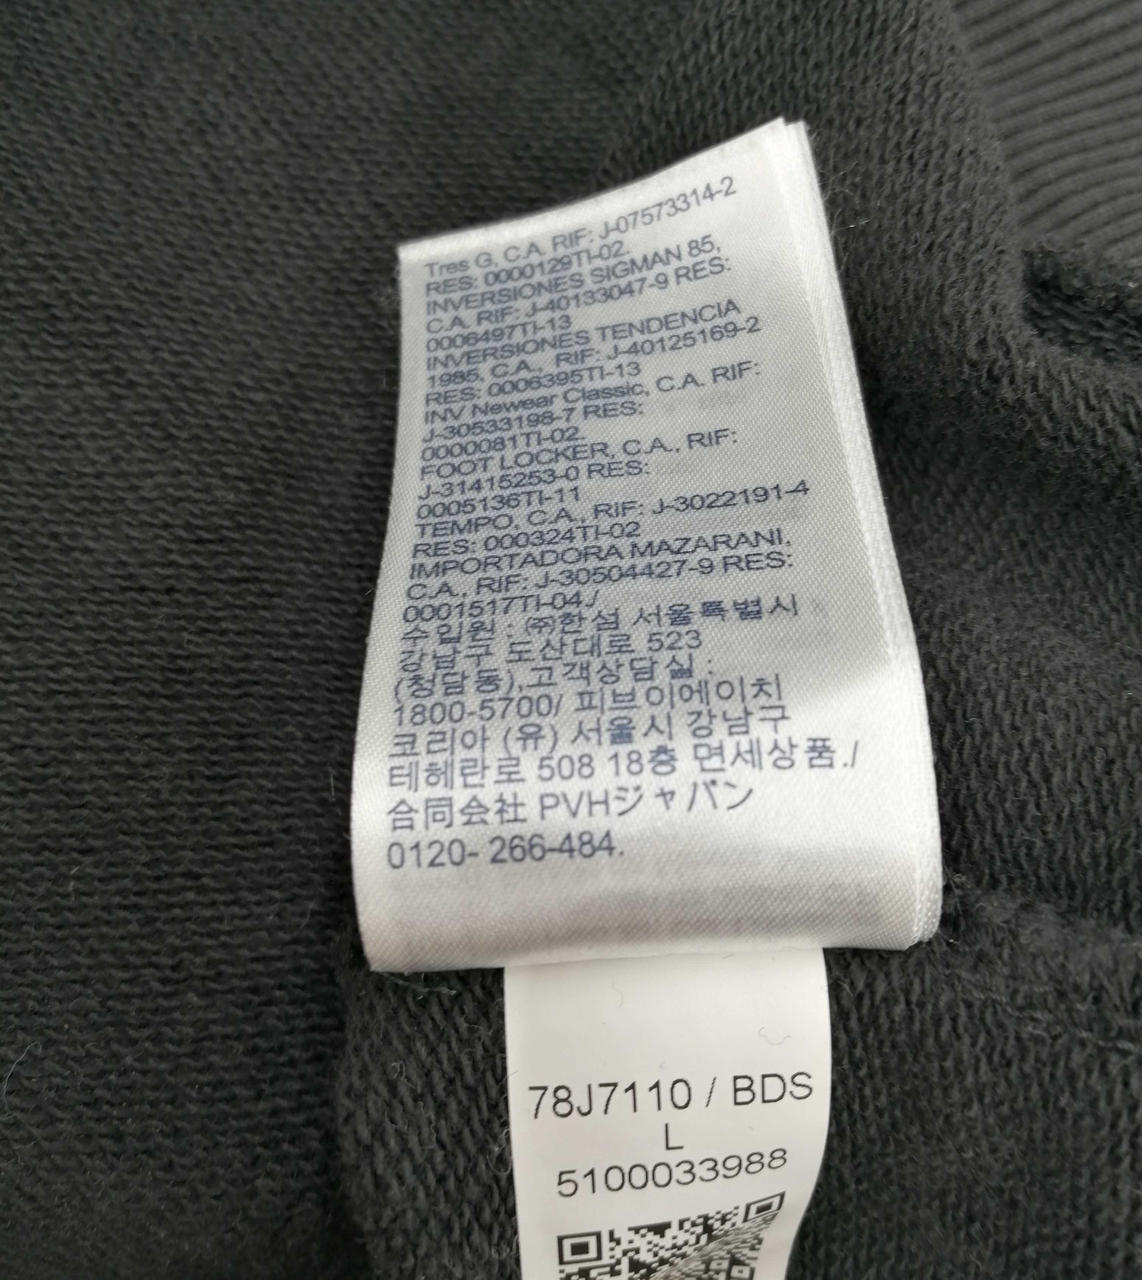 Tres G, C.A. RIF: J-07573314-2
RES: 0000129TI-02.
INVERSIONES SIGMAN 85,
C.A. RIF: J-40133047-9 RES:
0006497TI-13
INVERSIONES TENDENCIA
1985, C.A., RIF: J-40125169-2
RES: 0006395TI-13
INV Newear Classic, C.A. RIF:
J-30533198-7 RES:
0000081TI-02.
FOOT LOCKER, C.A., RIF:
J-31415253-0 RES:
0005136TI-11
TEMPO, C.A., RIF: J-3022191-4
RES: 000324TI-02
IMPORTADORA MAZARANI,
C.A., RIF: J-30504427-9 RES:
0001517TI-04./
수입원 : ㈜한섬 서울특별시
강남구 도산대로 523
(청담동),고객상담실 :
1800-5700/ 피브이에이치
코리아 (유) 서울시 강남구
테헤란로 508 18층 면세상품./
合同会社 PVHジャパン
0120- 266-484.
78J7110 / BDS
L
5100033988